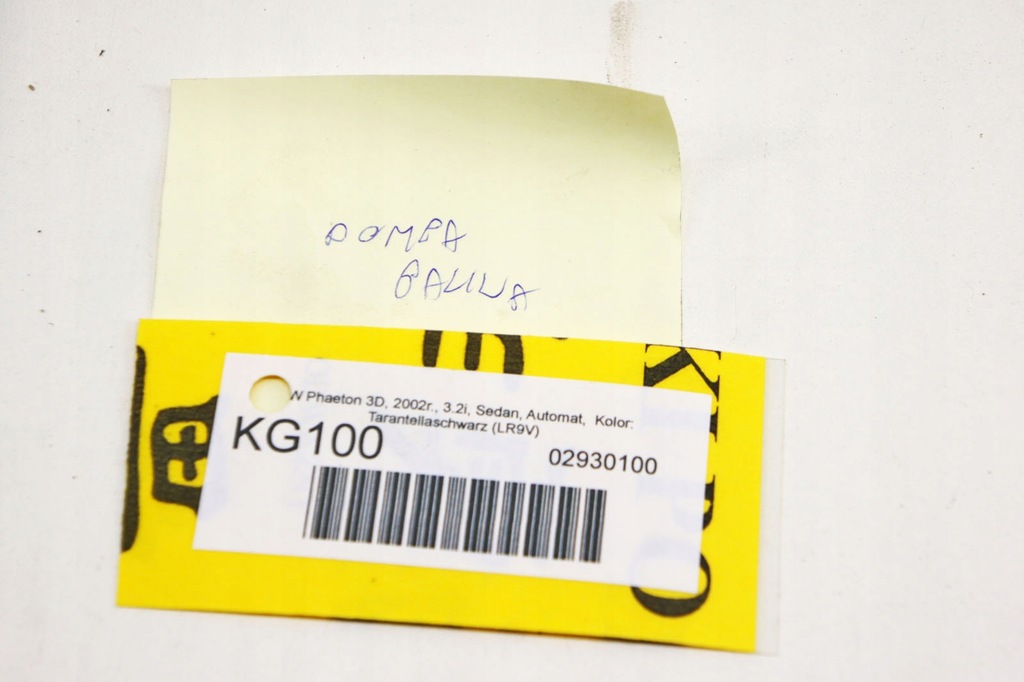 POMPA
PALIWA
W Phaeton 3D, 2002r., 3.2i, Sedan, Automat, Kolor:
Tarantellaschwarz (LR9V)
KG100
02930100